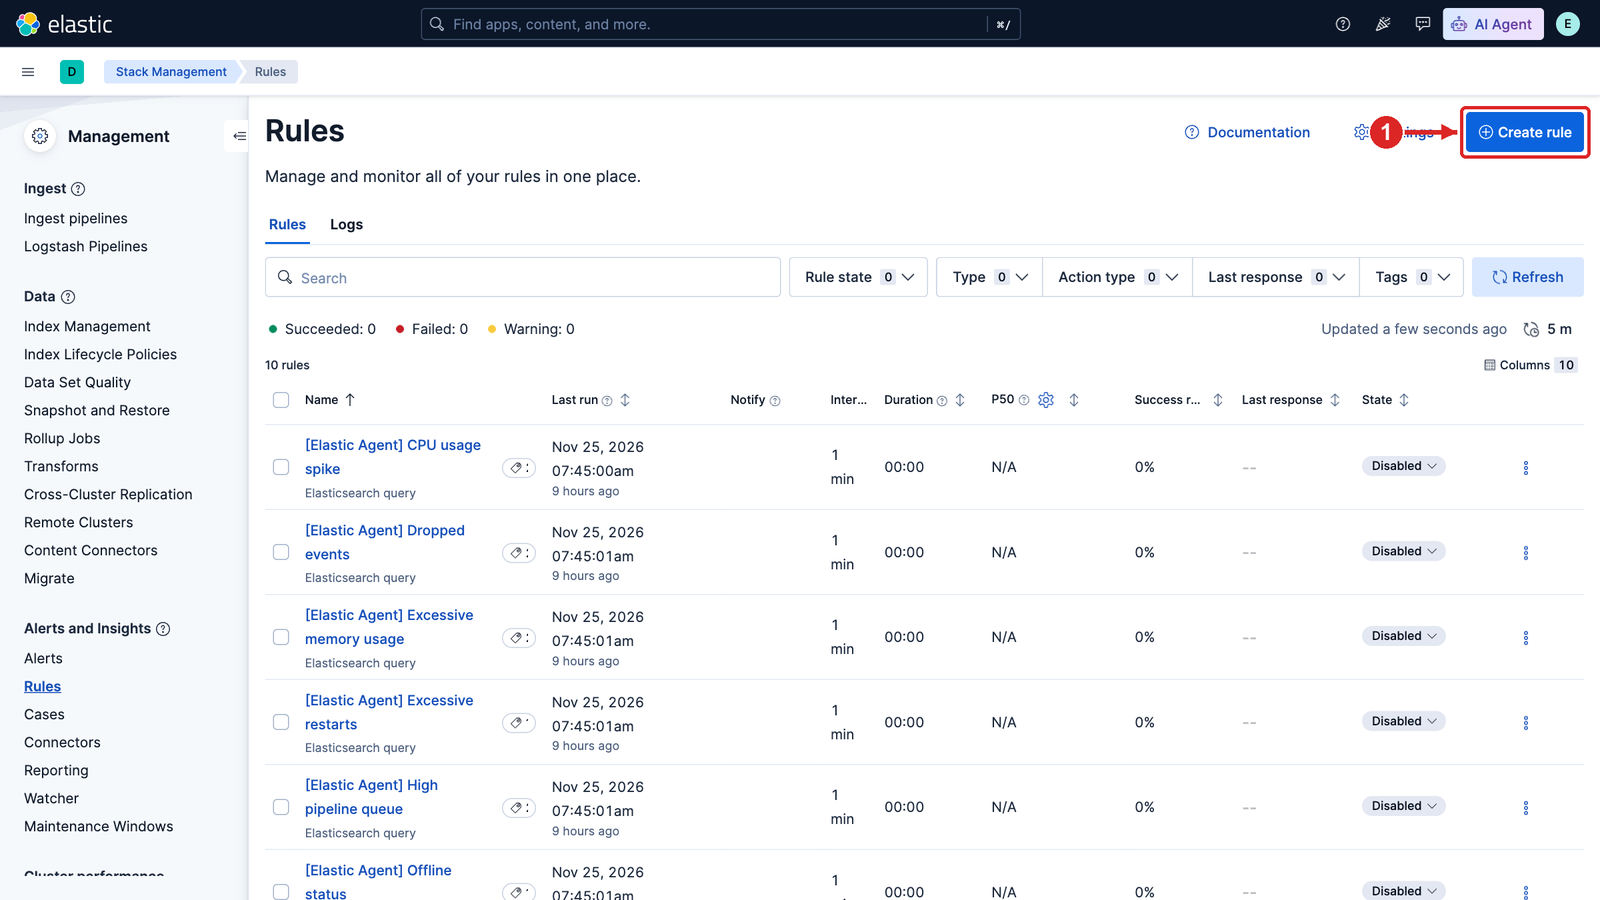 elastic
Find apps, content, and more.
⌘/
AI Agent
E
D
Stack Management
Rules
Management
Ingest
Ingest pipelines
Logstash Pipelines
Data
Index Management
Index Lifecycle Policies
Data Set Quality
Snapshot and Restore
Rollup Jobs
Transforms
Cross-Cluster Replication
Remote Clusters
Content Connectors
Migrate
Alerts and Insights
Alerts
Rules
Cases
Connectors
Reporting
Watcher
Maintenance Windows
Cluster performance
Rules
Documentation
1
Create rule
Manage and monitor all of your rules in one place.
Rules Logs
Search
Rule state 0
Type 0
Action type 0
Last response 0
Tags 0
Refresh
Succeeded: 0 Failed: 0 Warning: 0
Updated a few seconds ago 5 m
10 rules
Columns 10
Name Last run Notify Inter... Duration P50 Success r... Last response State
[Elastic Agent] CPU usage
spike
Elasticsearch query
Nov 25, 2026
07:45:00am
9 hours ago
1
min
00:00
N/A
0%
--
Disabled
[Elastic Agent] Dropped
events
Elasticsearch query
Nov 25, 2026
07:45:01am
9 hours ago
1
min
00:00
N/A
0%
--
Disabled
[Elastic Agent] Excessive
memory usage
Elasticsearch query
Nov 25, 2026
07:45:01am
9 hours ago
1
min
00:00
N/A
0%
--
Disabled
[Elastic Agent] Excessive
restarts
Elasticsearch query
Nov 25, 2026
07:45:01am
9 hours ago
1
min
00:00
N/A
0%
--
Disabled
[Elastic Agent] High
pipeline queue
Elasticsearch query
Nov 25, 2026
07:45:01am
9 hours ago
1
min
00:00
N/A
0%
--
Disabled
[Elastic Agent] Offline
status
Nov 25, 2026
07:45:01am
1
00:00
N/A
0%
--
Disabled